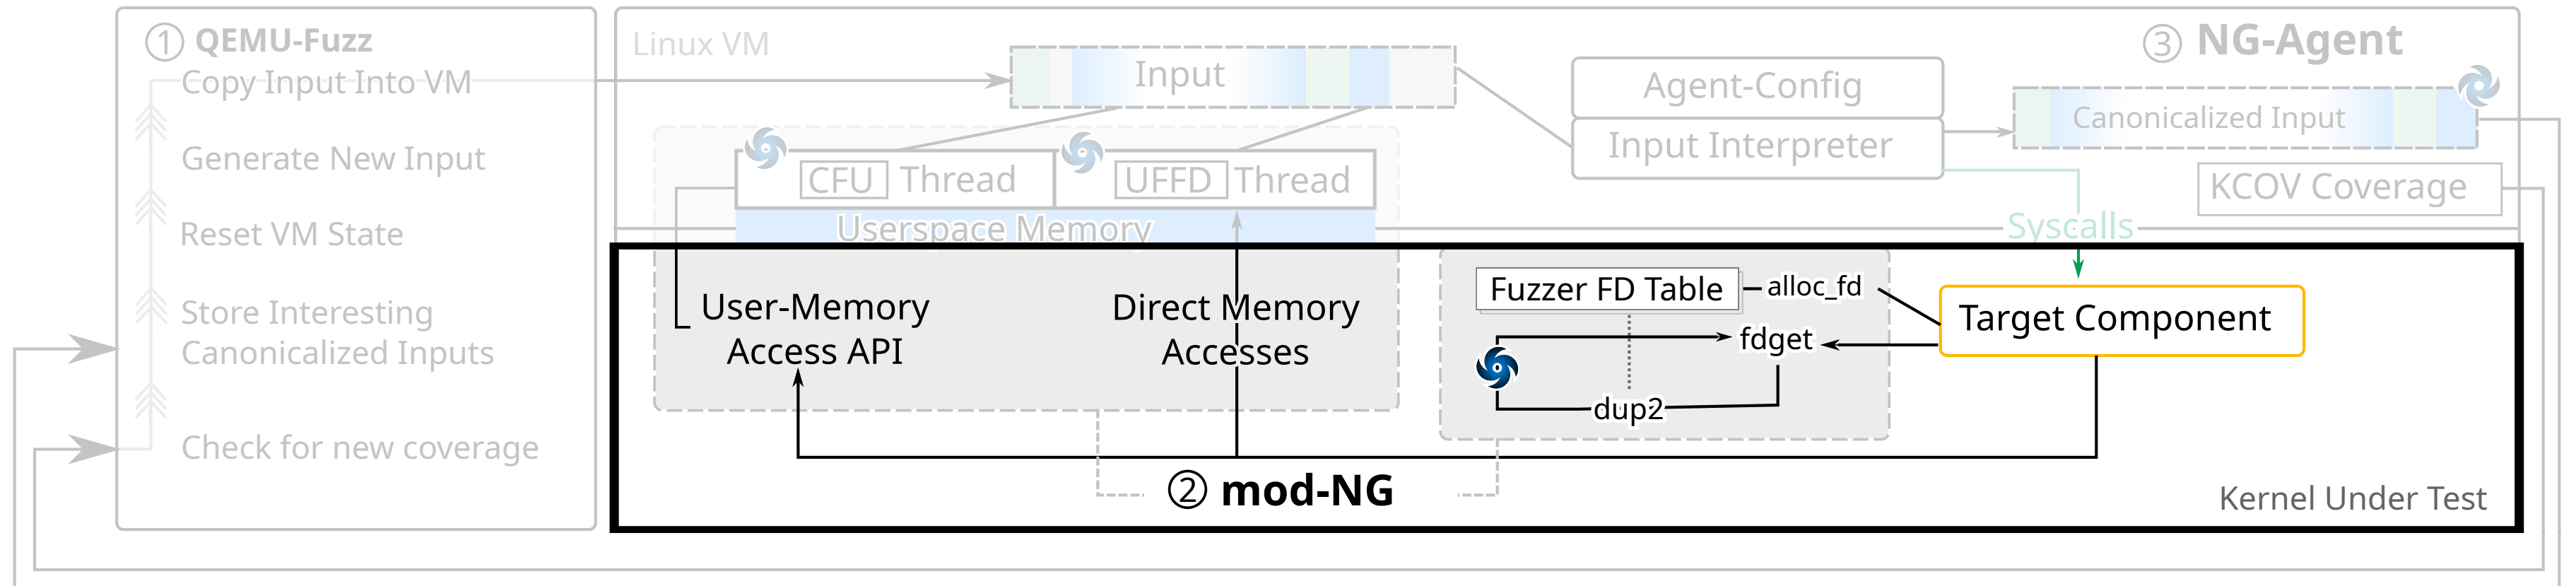 ① QEMU-Fuzz
Copy Input Into VM
Generate New Input
Reset VM State
Store Interesting
Canonicalized Inputs
Check for new coverage
Linux VM
Input
CFU Thread
UFFD Thread
Userspace Memory
Agent-Config
Input Interpreter
③ NG-Agent
Canonicalized Input
KCOV Coverage
Syscalls
User-Memory
Access API
Direct Memory
Accesses
Fuzzer FD Table
alloc_fd
fdget
dup2
Target Component
② mod-NG
Kernel Under Test